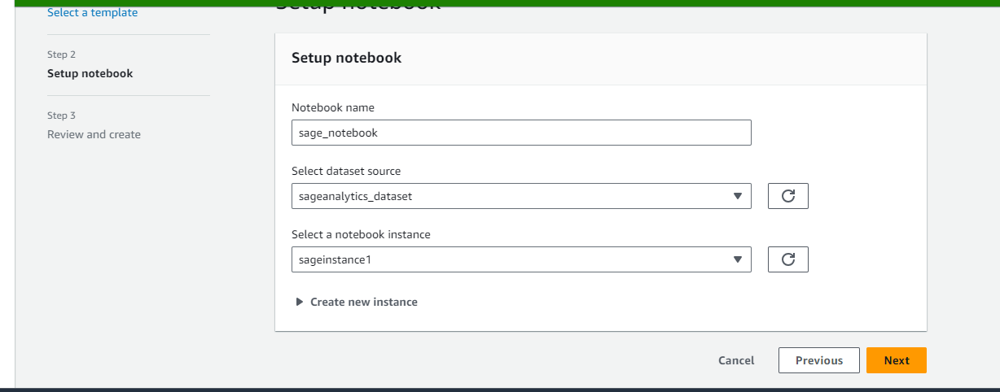 Select a template
Step 2
Setup notebook
Step 3
Review and create
Setup notebook
Setup notebook
Notebook name
sage_notebook
Select dataset source
sageanalytics_dataset
Select a notebook instance
sageinstance1
Create new instance
Cancel
Previous
Next